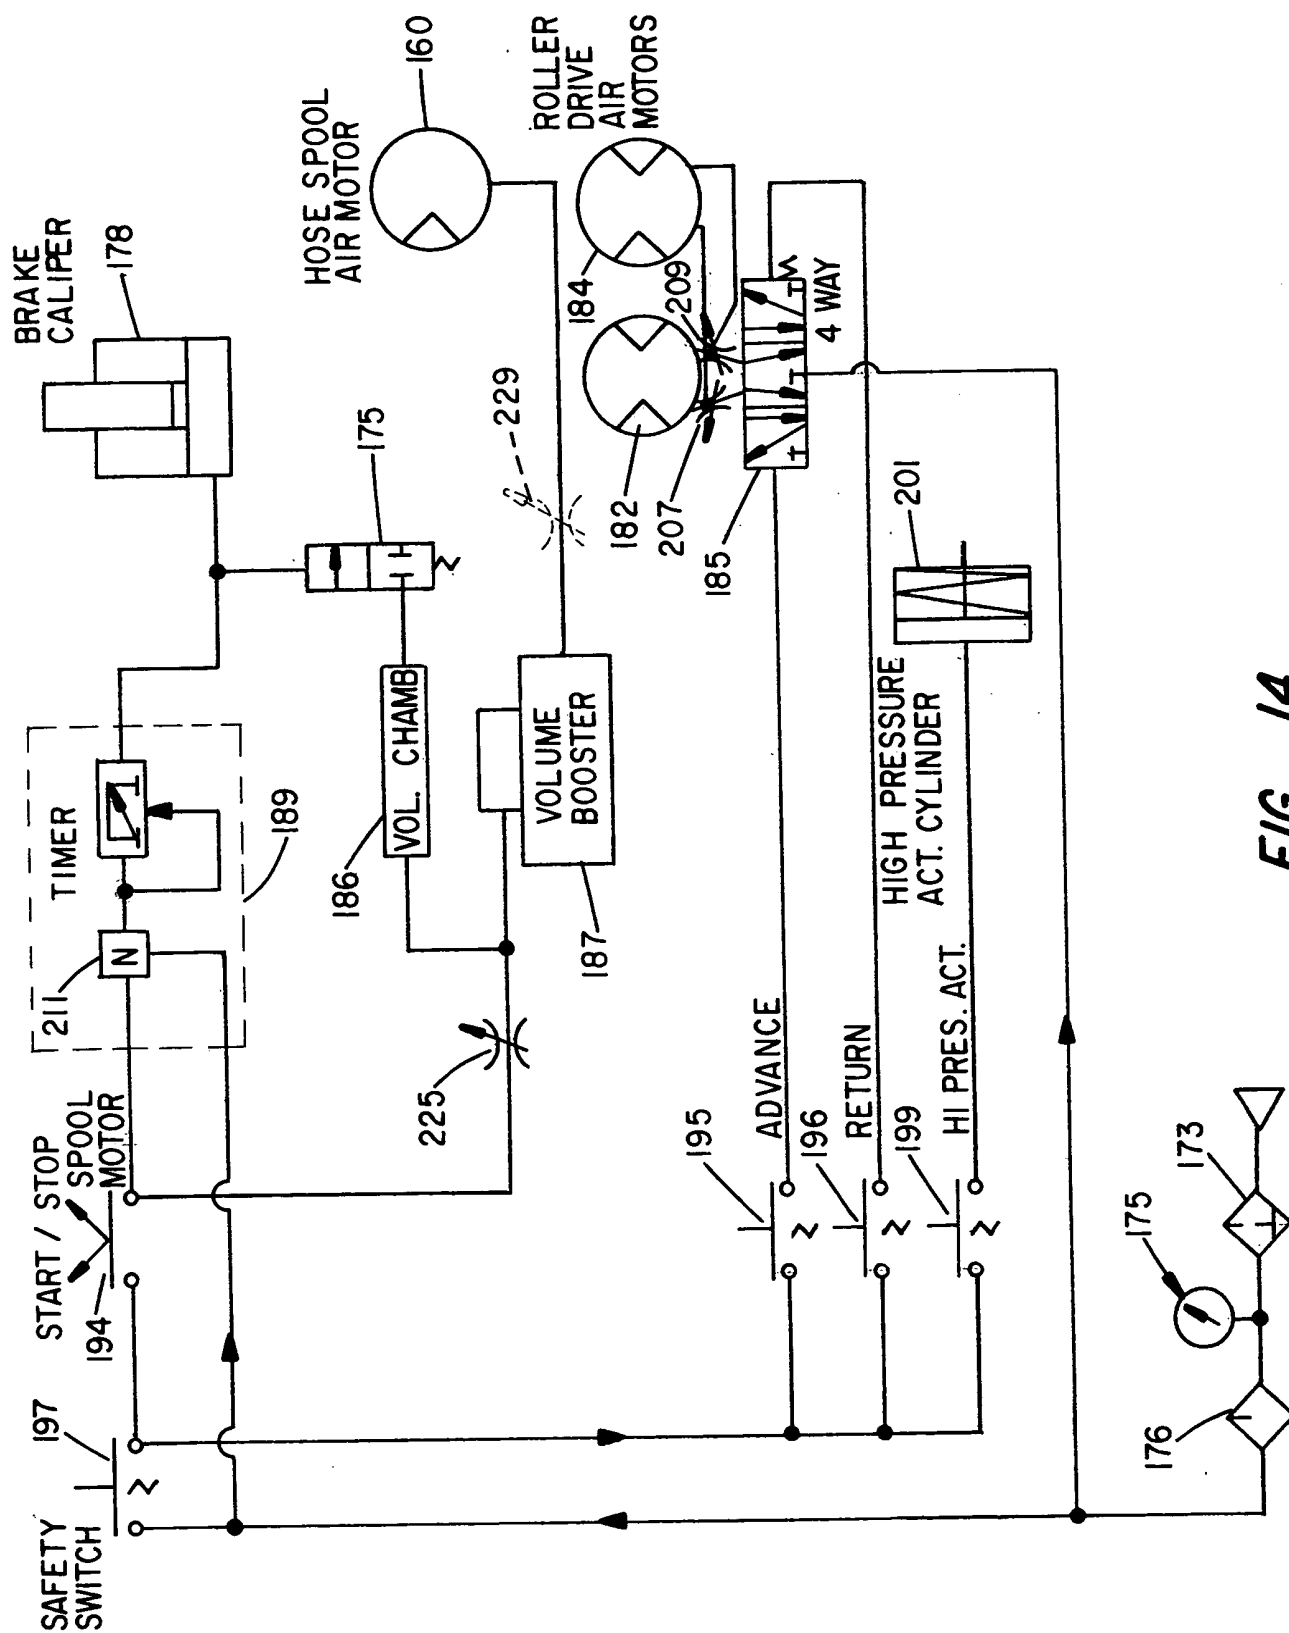 SAFETY
SWITCH
197
START / STOP
SPOOL
MOTOR
194
211
TIMER
189
BRAKE
CALIPER
178
175
186
VOL. CHAMB
225
VOLUME
BOOSTER
187
229
HOSE SPOOL
AIR MOTOR
160
ROLLER
DRIVE
AIR
MOTORS
184
182
207
209
185
4 WAY
195
ADVANCE
196
RETURN
199
HI PRES. ACT.
HIGH PRESSURE
ACT. CYLINDER
201
173
175
176
N
FIG. 14